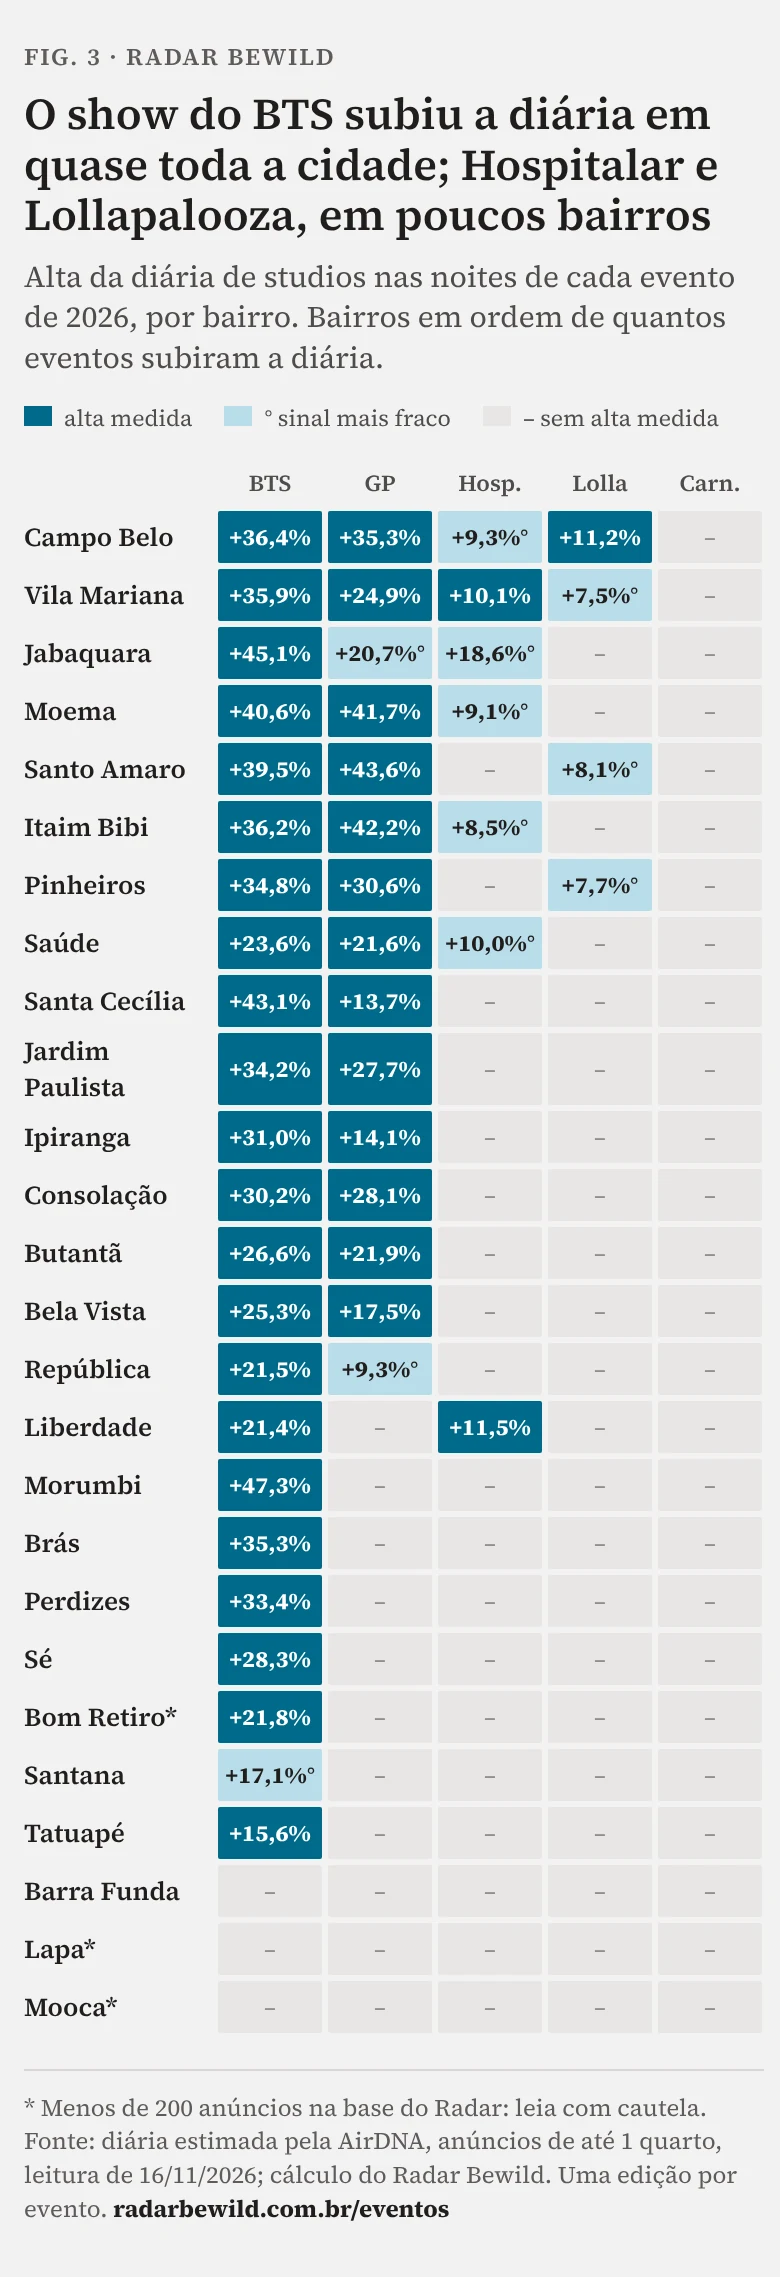 FIG. 3 · RADAR BEWILD
O show do BTS subiu a diária em
quase toda a cidade; Hospitalar e
Lollapalooza, em poucos bairros
Alta da diária de studios nas noites de cada evento
de 2026, por bairro. Bairros em ordem de quantos
eventos subiram a diária.
alta medida ° sinal mais fraco – sem alta medida
BTS GP Hosp. Lolla Carn.
Campo Belo +36,4% +35,3% +9,3%° +11,2% –
Vila Mariana +35,9% +24,9% +10,1% +7,5%° –
Jabaquara +45,1% +20,7%° +18,6%° – –
Moema +40,6% +41,7% +9,1%° – –
Santo Amaro +39,5% +43,6% – +8,1%° –
Itaim Bibi +36,2% +42,2% +8,5%° – –
Pinheiros +34,8% +30,6% – +7,7%° –
Saúde +23,6% +21,6% +10,0%° – –
Santa Cecília +43,1% +13,7% – – –
Jardim
Paulista +34,2% +27,7% – – –
Ipiranga +31,0% +14,1% – – –
Consolação +30,2% +28,1% – – –
Butantã +26,6% +21,9% – – –
Bela Vista +25,3% +17,5% – – –
República +21,5% +9,3%° – – –
Liberdade +21,4% – +11,5% – –
Morumbi +47,3% – – – –
Brás +35,3% – – – –
Perdizes +33,4% – – – –
Sé +28,3% – – – –
Bom Retiro* +21,8% – – – –
Santana +17,1%° – – – –
Tatuapé +15,6% – – – –
Barra Funda – – – – –
Lapa* – – – – –
Mooca* – – – – –
* Menos de 200 anúncios na base do Radar: leia com cautela.
Fonte: diária estimada pela AirDNA, anúncios de até 1 quarto,
leitura de 16/11/2026; cálculo do Radar Bewild. Uma edição por
evento. radarbewild.com.br/eventos